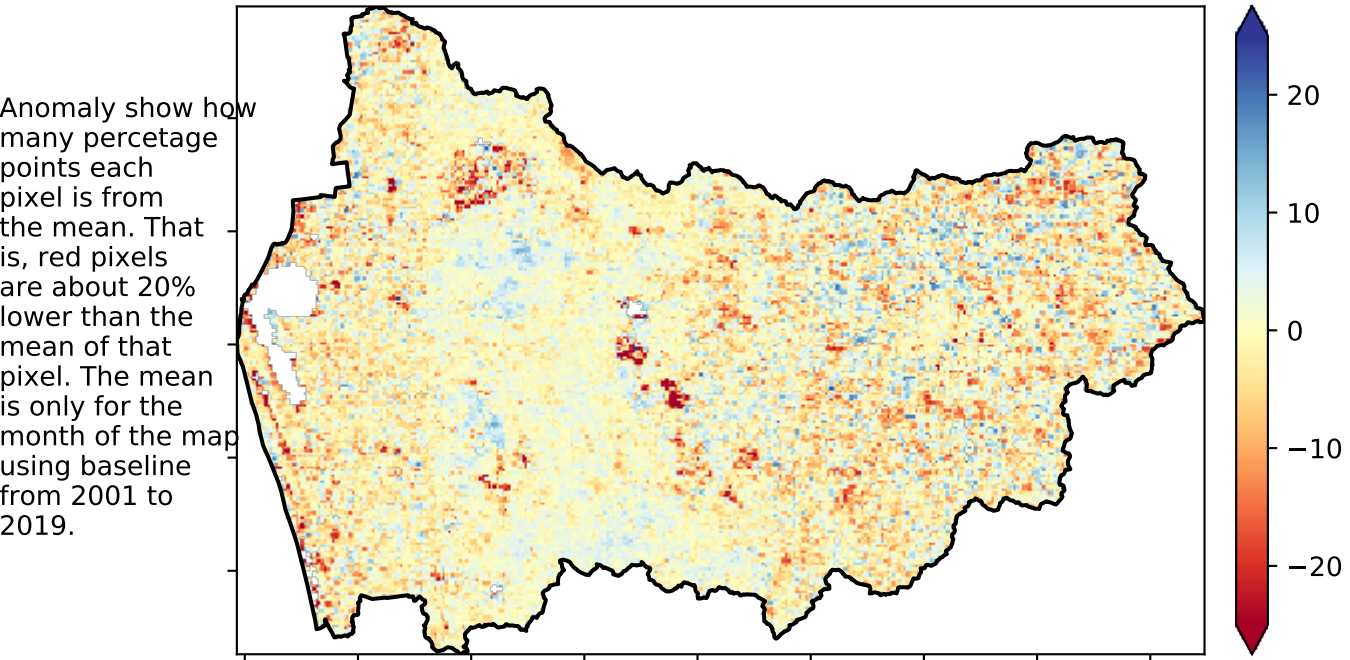 Anomaly show how
many percetage
points each
pixel is from
the mean. That
is, red pixels
are about 20%
lower than the
mean of that
pixel. The mean
is only for the
month of the map
using baseline
from 2001 to
2019.
20
10
0
−10
−20